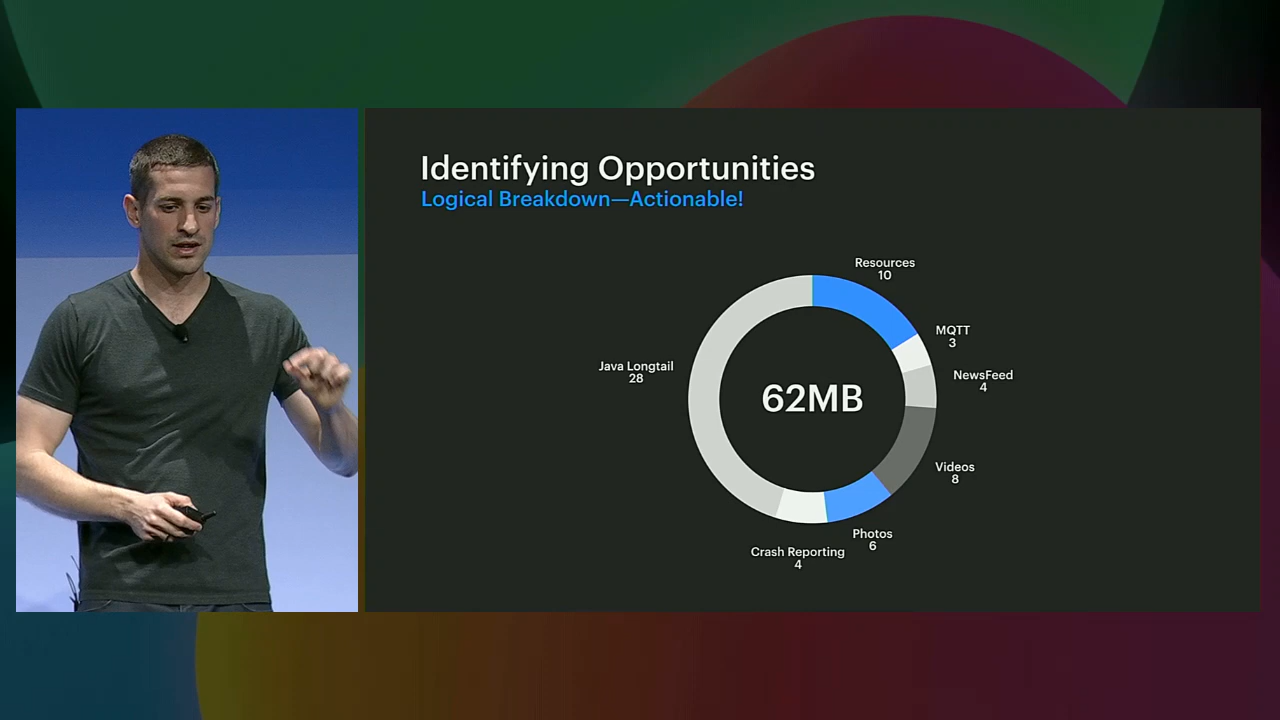 Identifying Opportunities
Logical Breakdown—Actionable!
Resources
10
MQTT
3
NewsFeed
4
Java Longtail
28
62MB
Videos
8
Photos
6
Crash Reporting
4